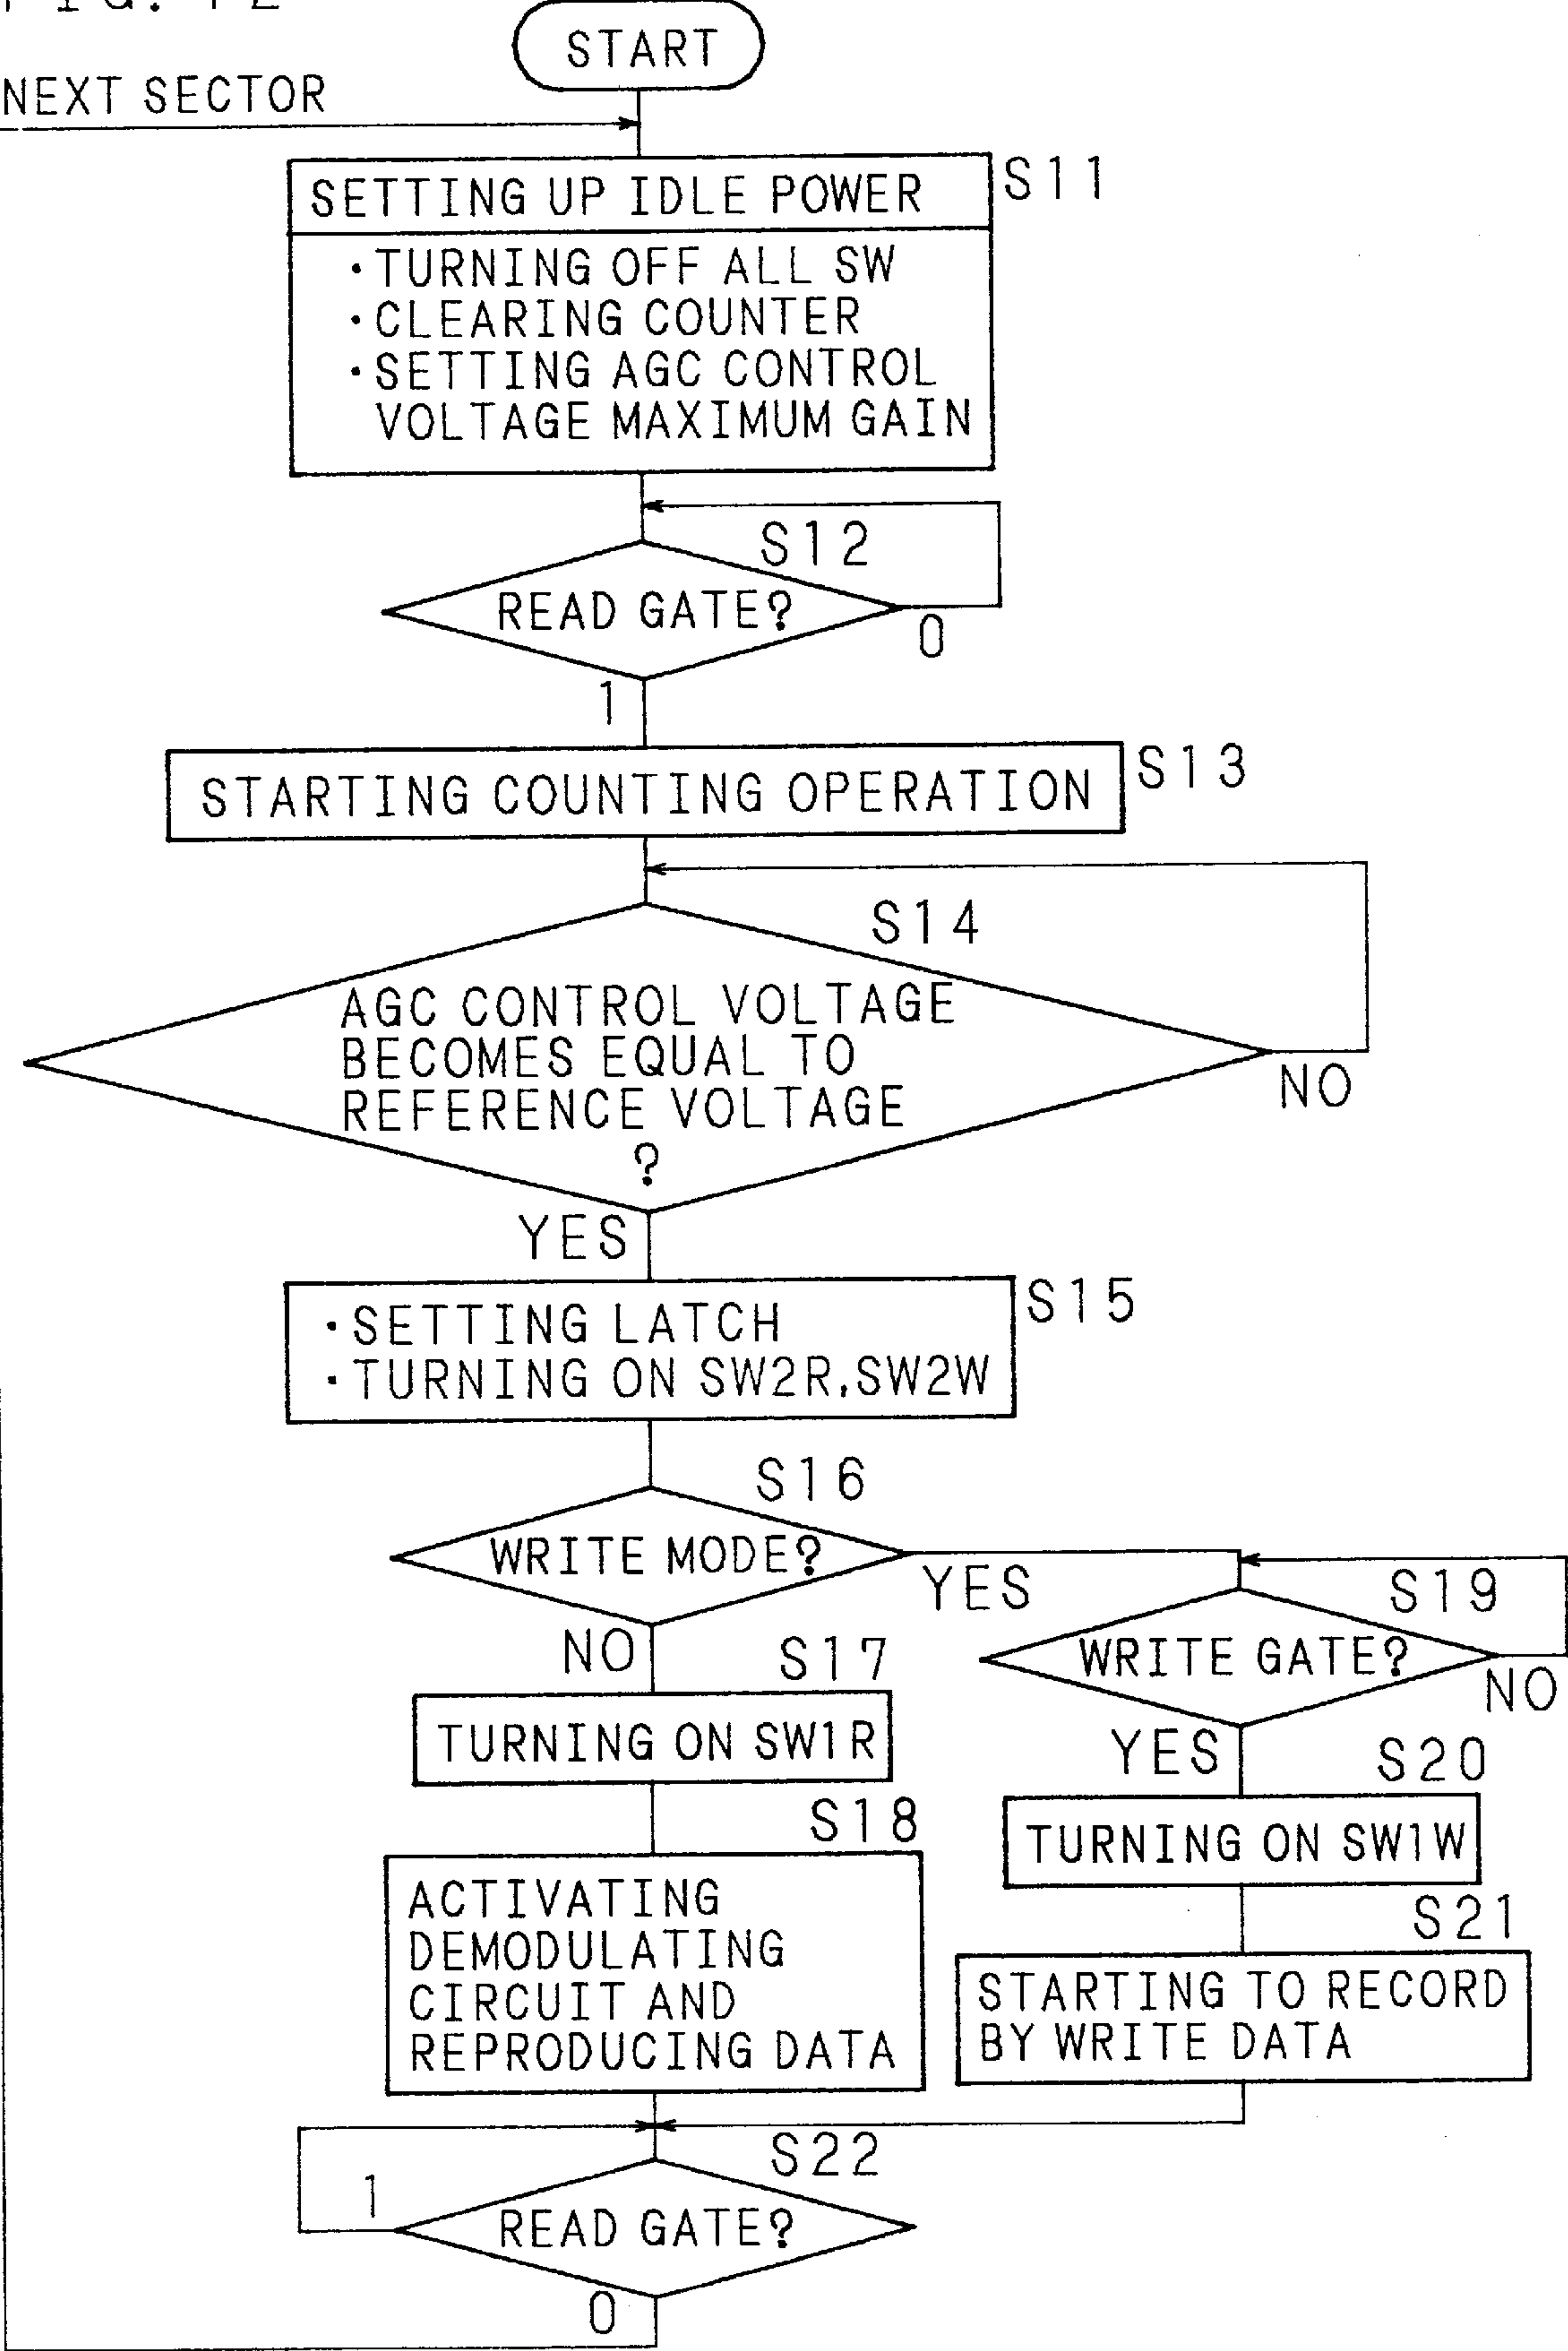 FIG. 12
START
NEXT SECTOR
SETTING UP IDLE POWER
S11
・TURNING OFF ALL SW
・CLEARING COUNTER
・SETTING AGC CONTROL
VOLTAGE MAXIMUM GAIN
S12
READ GATE?
0
1
STARTING COUNTING OPERATION
S13
S14
AGC CONTROL VOLTAGE
BECOMES EQUAL TO
REFERENCE VOLTAGE
?
NO
YES
S15
・SETTING LATCH
・TURNING ON SW2R,SW2W
S16
WRITE MODE?
YES
NO
S17
TURNING ON SW1R
S18
ACTIVATING
DEMODULATING
CIRCUIT AND
REPRODUCING DATA
S19
WRITE GATE?
NO
YES
S20
TURNING ON SW1W
S21
STARTING TO RECORD
BY WRITE DATA
S22
1
READ GATE?
0